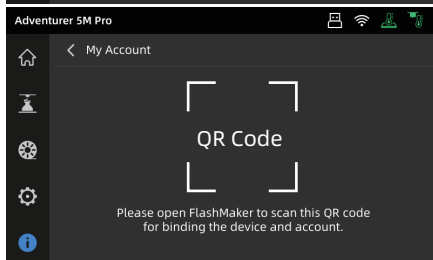 Adventurer 5M Pro
My Account
QR Code
Please open FlashMaker to scan this QR code
for binding the device and account.